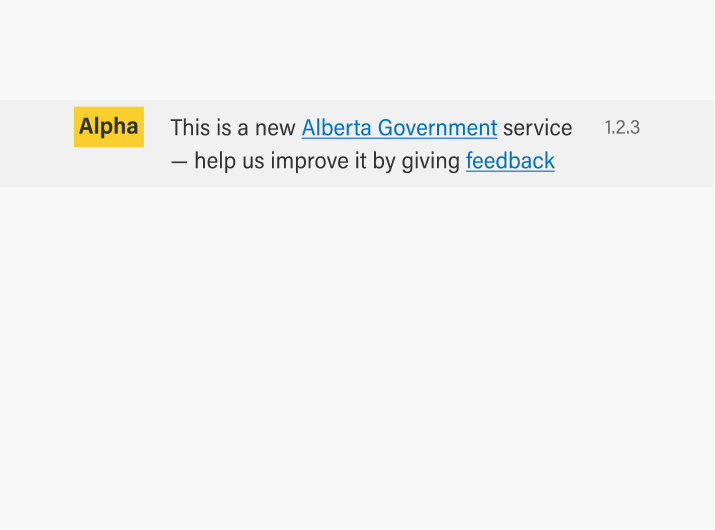 Alpha
This is a new Alberta Government service
— help us improve it by giving feedback
1.2.3